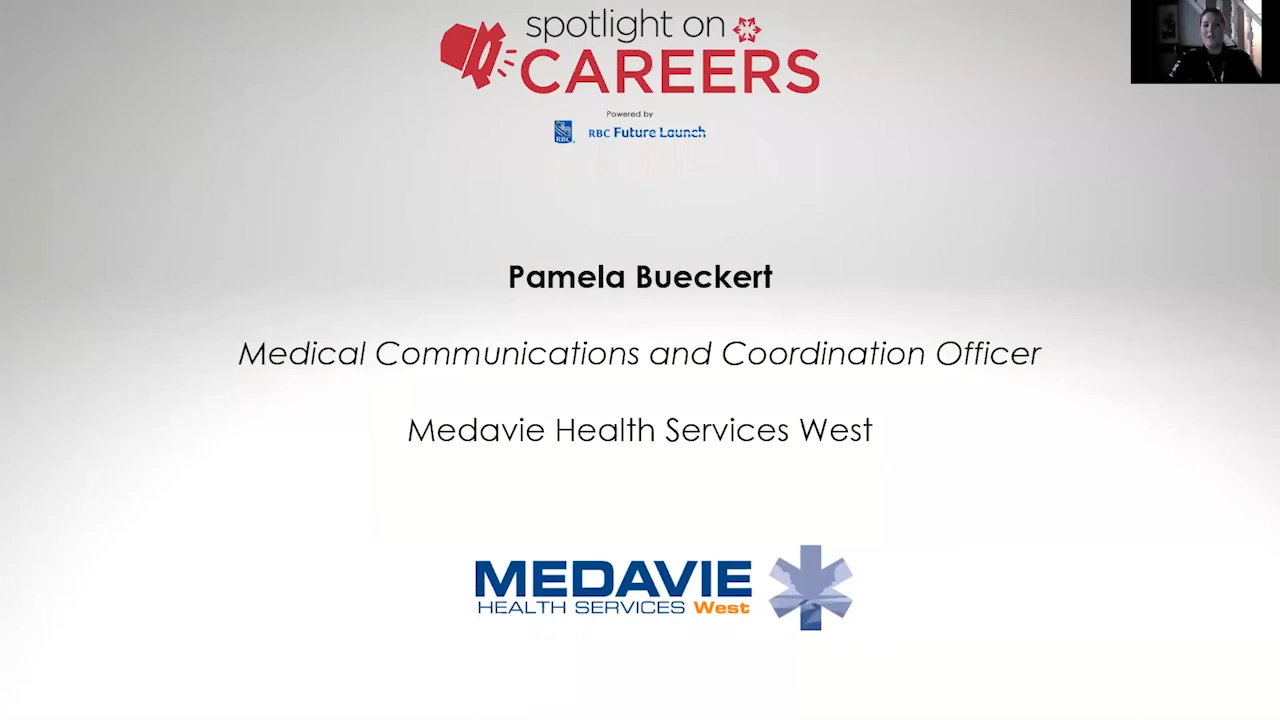 spotlight on
CAREERS
Powered by
RBC
RBC Future Launch
Pamela Bueckert
Medical Communications and Coordination Officer
Medavie Health Services West
MEDAVIE
HEALTH SERVICES West